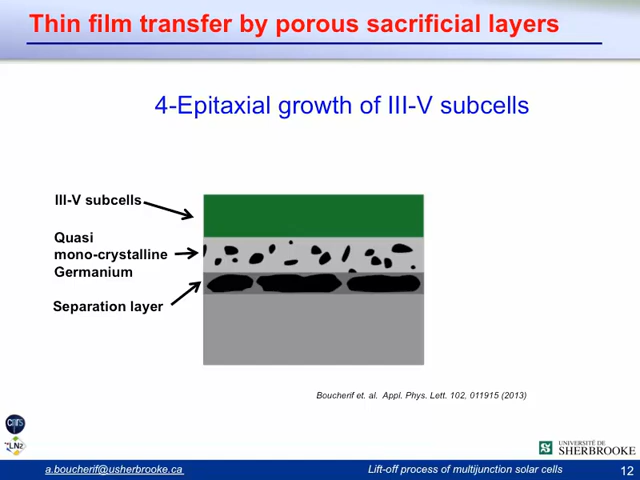 Thin film transfer by porous sacrificial layers
4-Epitaxial growth of III-V subcells
III-V subcells
Quasi
mono-crystalline
Germanium
Separation layer
Boucherif et. al. Appl. Phys. Lett. 102, 011915 (2013)
cnrs
LN2
UNIVERSITÉ DE
SHERBROOKE
a.boucherif@usherbrooke.ca
Lift-off process of multijunction solar cells
12